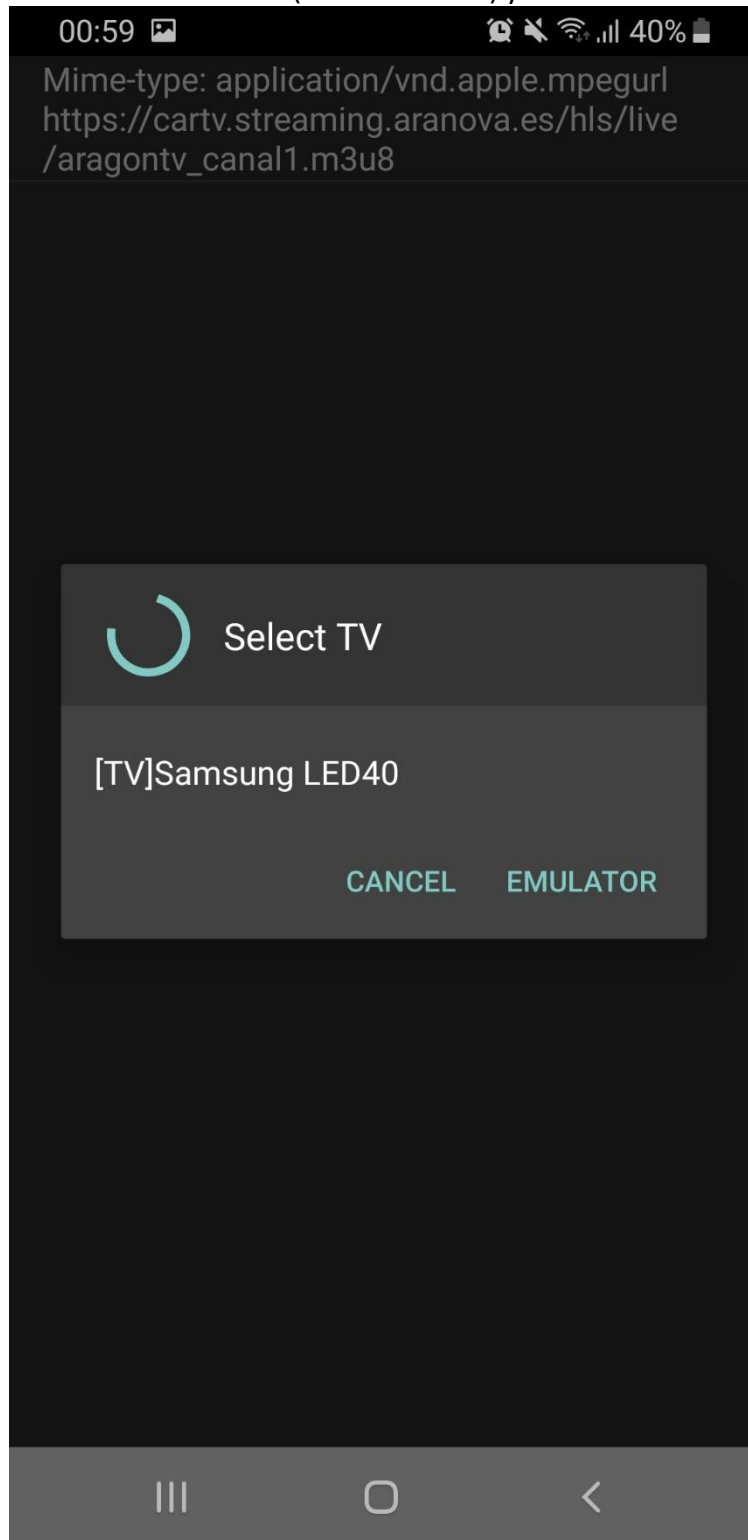 00:59
40%
Mime-type: application/vnd.apple.mpegurl
https://cartv.streaming.aranova.es/hls/live
/aragontv_canal1.m3u8
Select TV
[TV]Samsung LED40
CANCEL EMULATOR